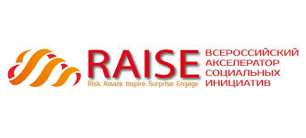 RAISE
Risk Aware Inspire Surprise Engage
ВСЕРОССИЙСКИЙ
АКСЕЛЕРАТОР
СОЦИАЛЬНЫХ
ИНИЦИАТИВ